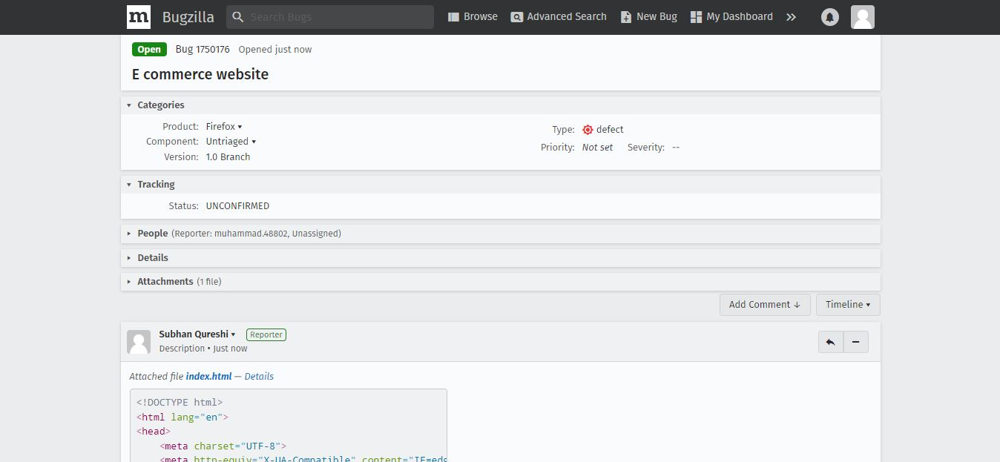 m Bugzilla Search Bugs Browse Advanced Search New Bug My Dashboard »
Open Bug 1750176 Opened just now
E commerce website
▾ Categories
Product: Firefox ▾
Component: Untriaged ▾
Version: 1.0 Branch
Type: defect
Priority: Not set Severity: --
▾ Tracking
Status: UNCONFIRMED
▸ People (Reporter: muhammad.48802, Unassigned)
▸ Details
▸ Attachments (1 file)
Add Comment ↓ Timeline ▾
Subhan Qureshi ▾ Reporter
Description • Just now
Attached file index.html — Details
<!DOCTYPE html>
<html lang="en">
<head>
<meta charset="UTF-8">
<meta http-equiv="X-UA-Compatible" content="IE=edg